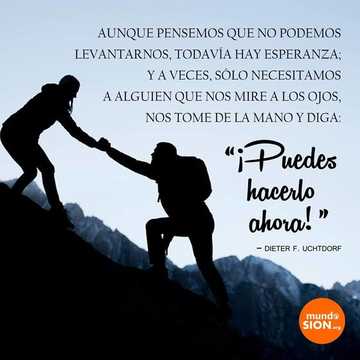 AUNQUE PENSEMOS QUE NO PODEMOS
LEVANTARNOS, TODAVÍA HAY ESPERANZA;
Y A VECES, SÓLO NECESITAMOS
A ALGUIEN QUE NOS MIRE A LOS OJOS,
NOS TOME DE LA MANO Y DIGA:
“¡Puedes
hacerlo
ahora!”
– DIETER F. UCHTDORF
mundo
SION.org